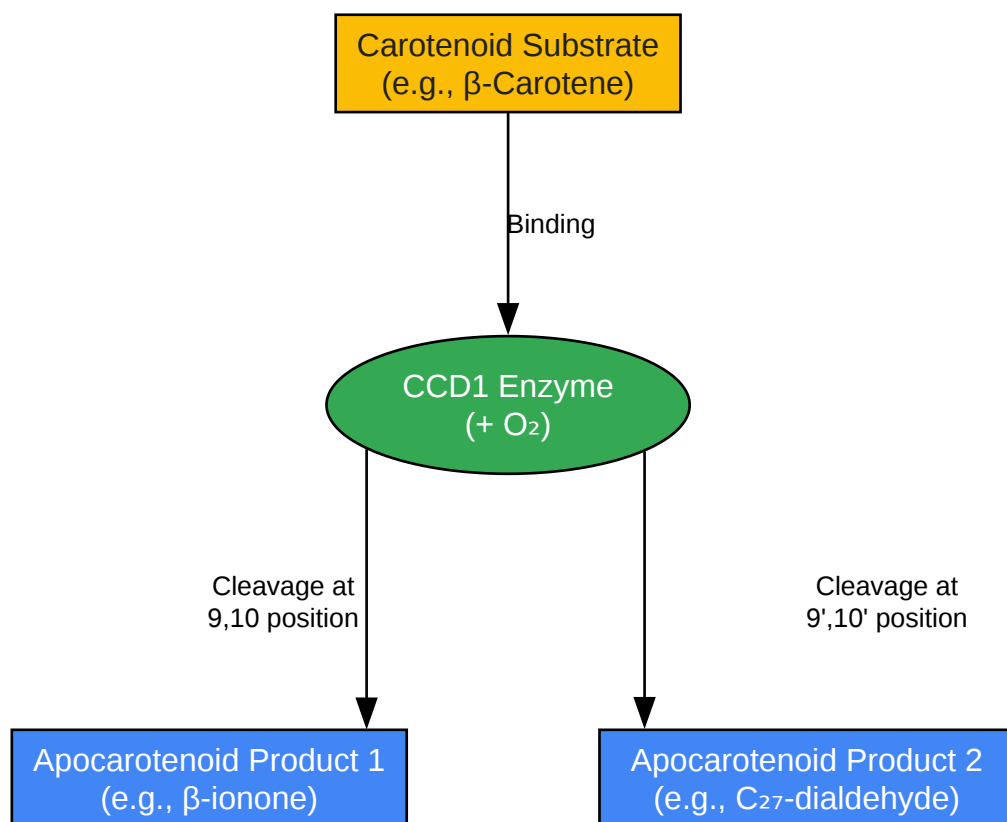 Carotenoid Substrate
(e.g., β-Carotene)
Binding
CCD1 Enzyme
(+ O₂)
Cleavage at
9,10 position
Cleavage at
9',10' position
Apocarotenoid Product 1
(e.g., β-ionone)
Apocarotenoid Product 2
(e.g., C₂₇-dialdehyde)